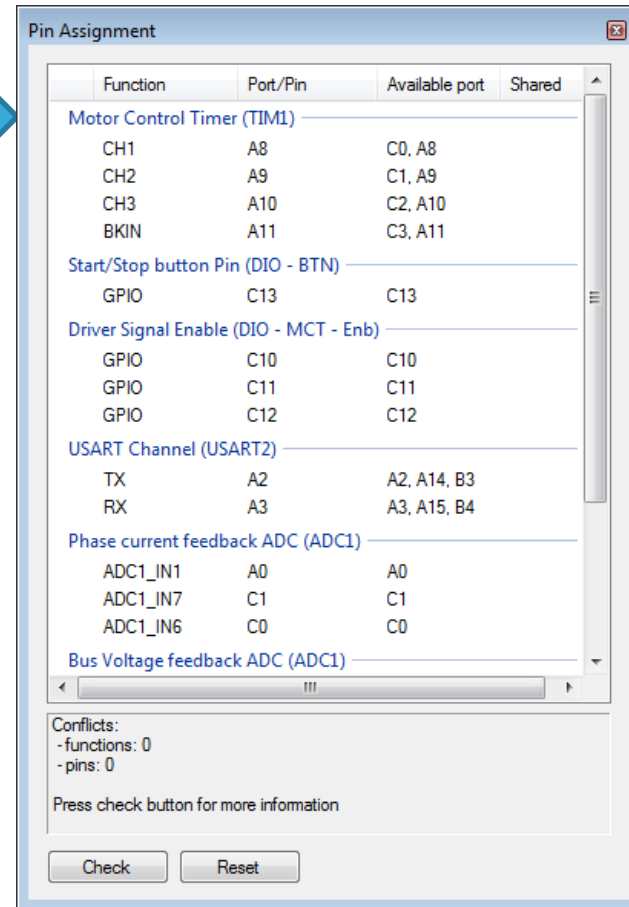 Pin Assignment
Function Port/Pin Available port Shared
Motor Control Timer (TIM1)
CH1 A8 C0, A8
CH2 A9 C1, A9
CH3 A10 C2, A10
BKIN A11 C3, A11
Start/Stop button Pin (DIO - BTN)
GPIO C13 C13
Driver Signal Enable (DIO - MCT - Enb)
GPIO C10 C10
GPIO C11 C11
GPIO C12 C12
USART Channel (USART2)
TX A2 A2, A14, B3
RX A3 A3, A15, B4
Phase current feedback ADC (ADC1)
ADC1_IN1 A0 A0
ADC1_IN7 C1 C1
ADC1_IN6 C0 C0
Bus Voltage feedback ADC (ADC1)
Conflicts:
- functions: 0
- pins: 0
Press check button for more information
Check Reset